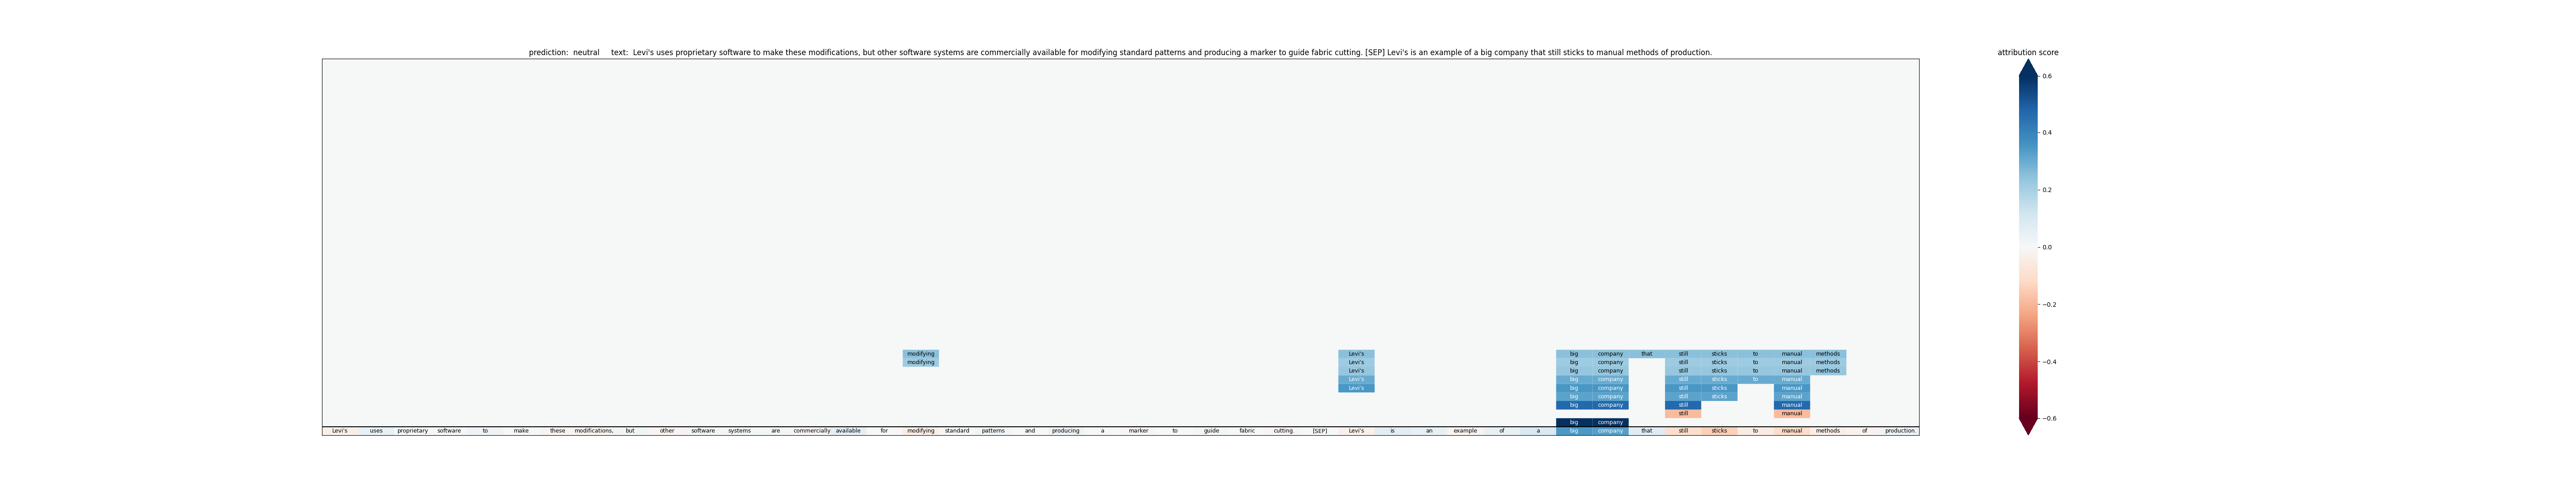 prediction: neutral text: Levi's uses proprietary software to make these modifications, but other software systems are commercially available for modifying standard patterns and producing a marker to guide fabric cutting. [SEP] Levi's is an example of a big company that still sticks to manual methods of production.
attribution score
0.6
0.4
0.2
0.0
−0.2
−0.4
−0.6
modifying Levi's big company that still sticks to manual methods
modifying Levi's big company still sticks to manual methods
Levi's big company still sticks to manual methods
Levi's big company still sticks to manual
Levi's big company still sticks manual
big company still sticks manual
big company still manual
still manual
big company
Levi's uses proprietary software to make these modifications, but other software systems are commercially available for modifying standard patterns and producing a marker to guide fabric cutting. [SEP] Levi's is an example of a big company that still sticks to manual methods of production.